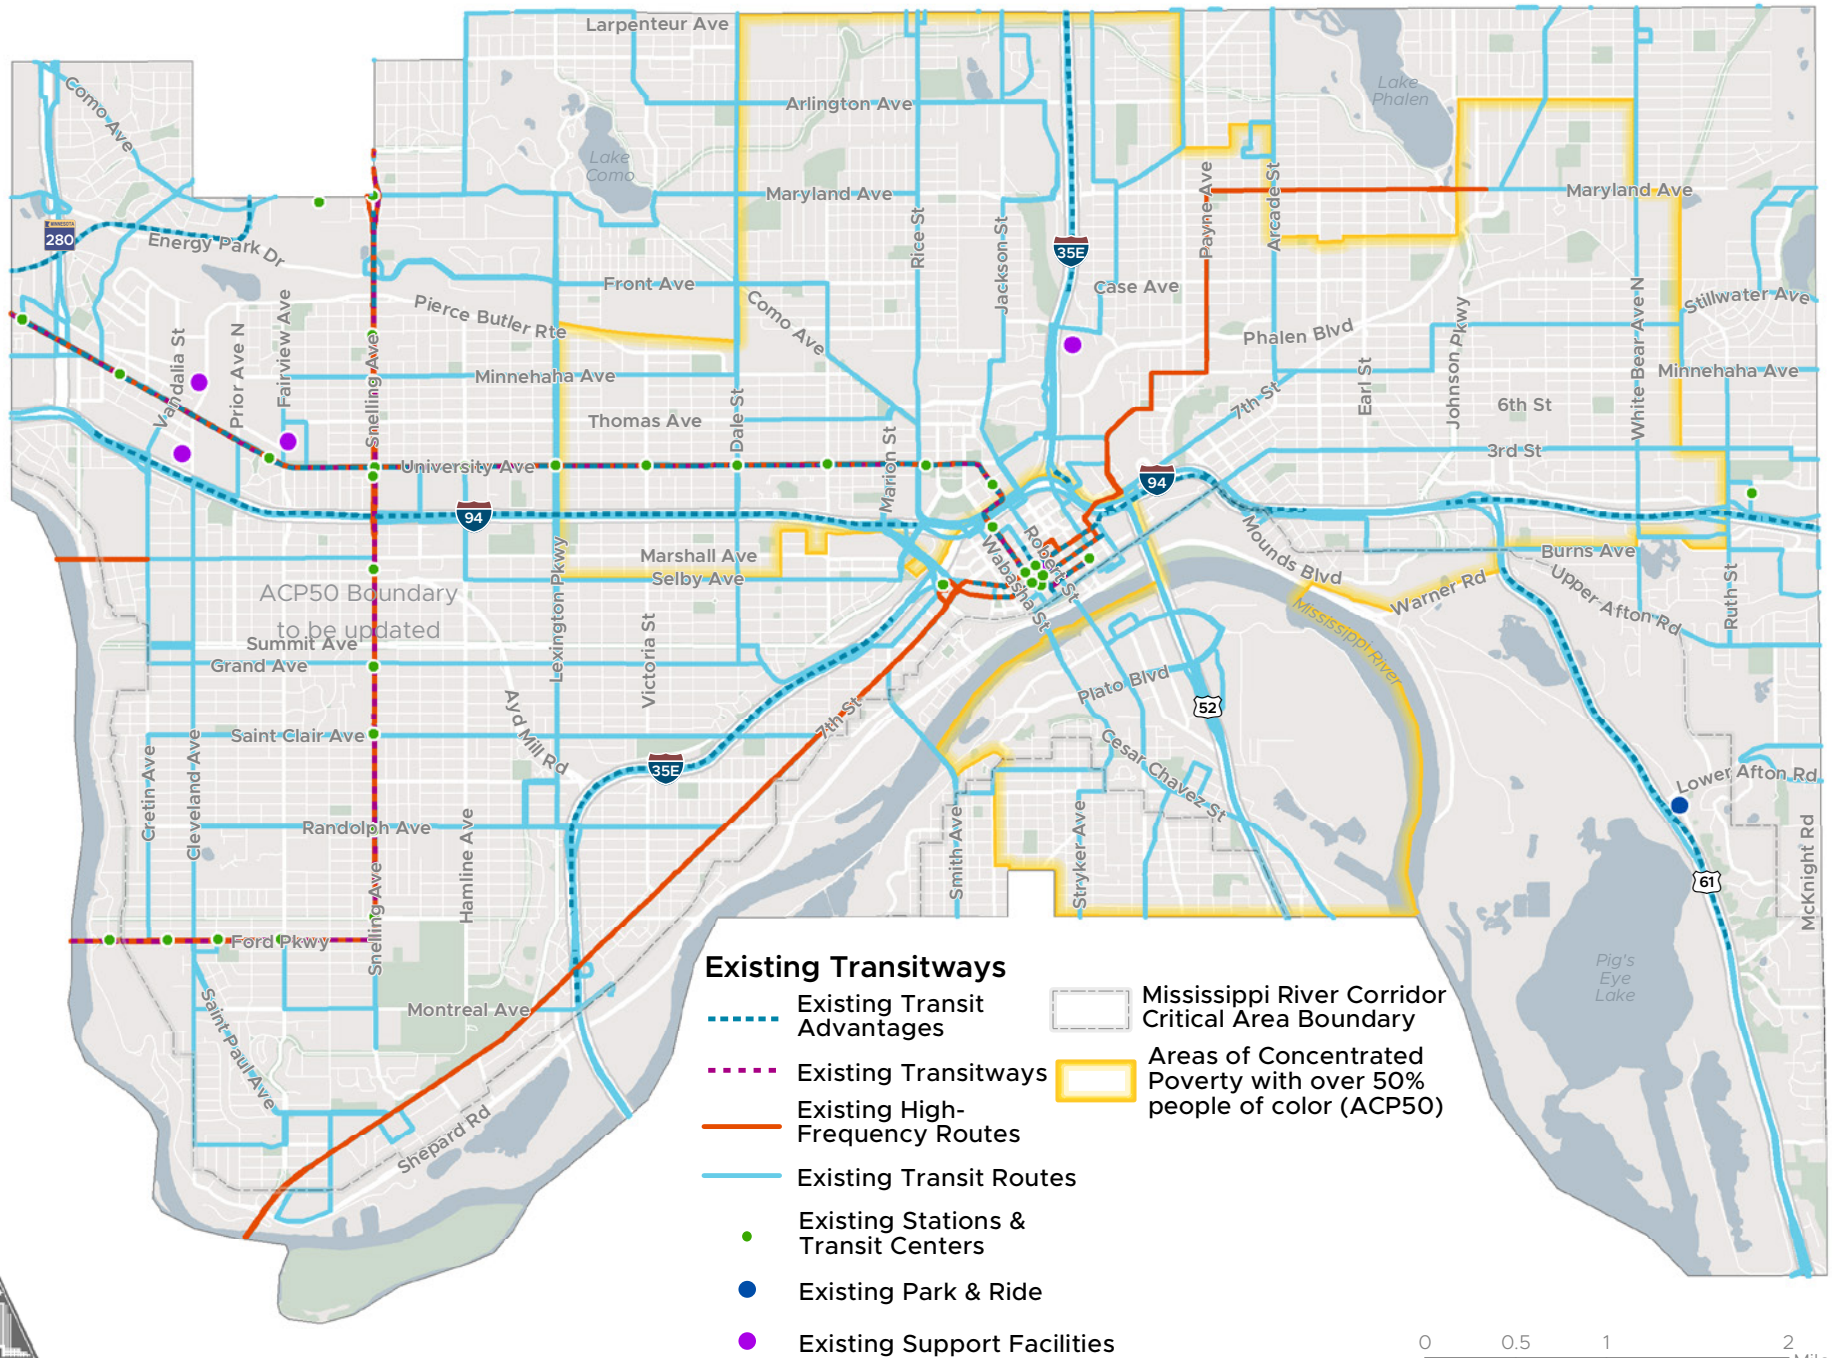 Larpenteur Ave
Como Ave
Arlington Ave
Lake
Phalen
Lake
Como
Maryland Ave
Maryland Ave
MINNESOTA
280
Energy Park Dr
Rice St
Jackson St
35E
Payne Ave
Arcade St
Front Ave
Case Ave
Como Ave
Pierce Butler Rte
Phalen Blvd
Stillwater Ave
Vandalia St
Prior Ave N
Fairview Ave
Snelling Ave
Minnehaha Ave
Minnehaha Ave
Thomas Ave
Dale St
7th St
Earl St
Johnson Pkwy
White Bear Ave N
6th St
University Ave
Marion St
3rd St
94
94
Marshall Ave
Selby Ave
Lexington Pkwy
Victoria St
Robert St
Wabasha St
Mounds Blvd
Burns Ave
Warner Rd
Upper Afton Rd
Ruth St
ACP50 Boundary
to be updated
Summit Ave
Grand Ave
Mississippi River
Plato Blvd
52
Ayd Mill Rd
7th St
Saint Clair Ave
35E
Cesar Chavez St
Lower Afton Rd
Cretin Ave
Cleveland Ave
Randolph Ave
Hamline Ave
Snelling Ave
Smith Ave
Stryker Ave
61
McKnight Rd
Ford Pkwy
Pig's
Eye
Lake
Montreal Ave
Saint Paul Ave
Shepard Rd
Existing Transitways
Existing Transit
Advantages
Existing Transitways
Existing High-
Frequency Routes
Existing Transit Routes
Existing Stations &
Transit Centers
Existing Park & Ride
Existing Support Facilities
Mississippi River Corridor
Critical Area Boundary
Areas of Concentrated
Poverty with over 50%
people of color (ACP50)
0 0.5 1 2